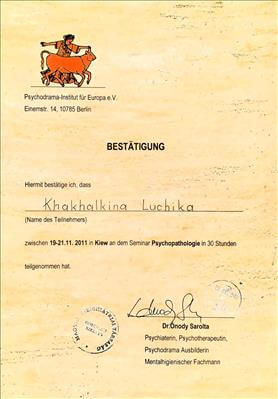 Psychodrama-Institut für Europa e.V.
Einemstr. 14, 10785 Berlin
BESTÄTIGUNG
Hiermit bestätige ich, dass
Khakhalkina Luchika
(Name des Teilnehmers)
zwischen 19-21.11. 2011 in Kiew an dem Seminar Psychopathologie in 30 Stunden
teilgenommen hat.
Dr.Ónody Sarolta
Psychiaterin, Psychotherapeutin,
Psychodrama Ausbilderin
Mentalhigienischer Fachmann